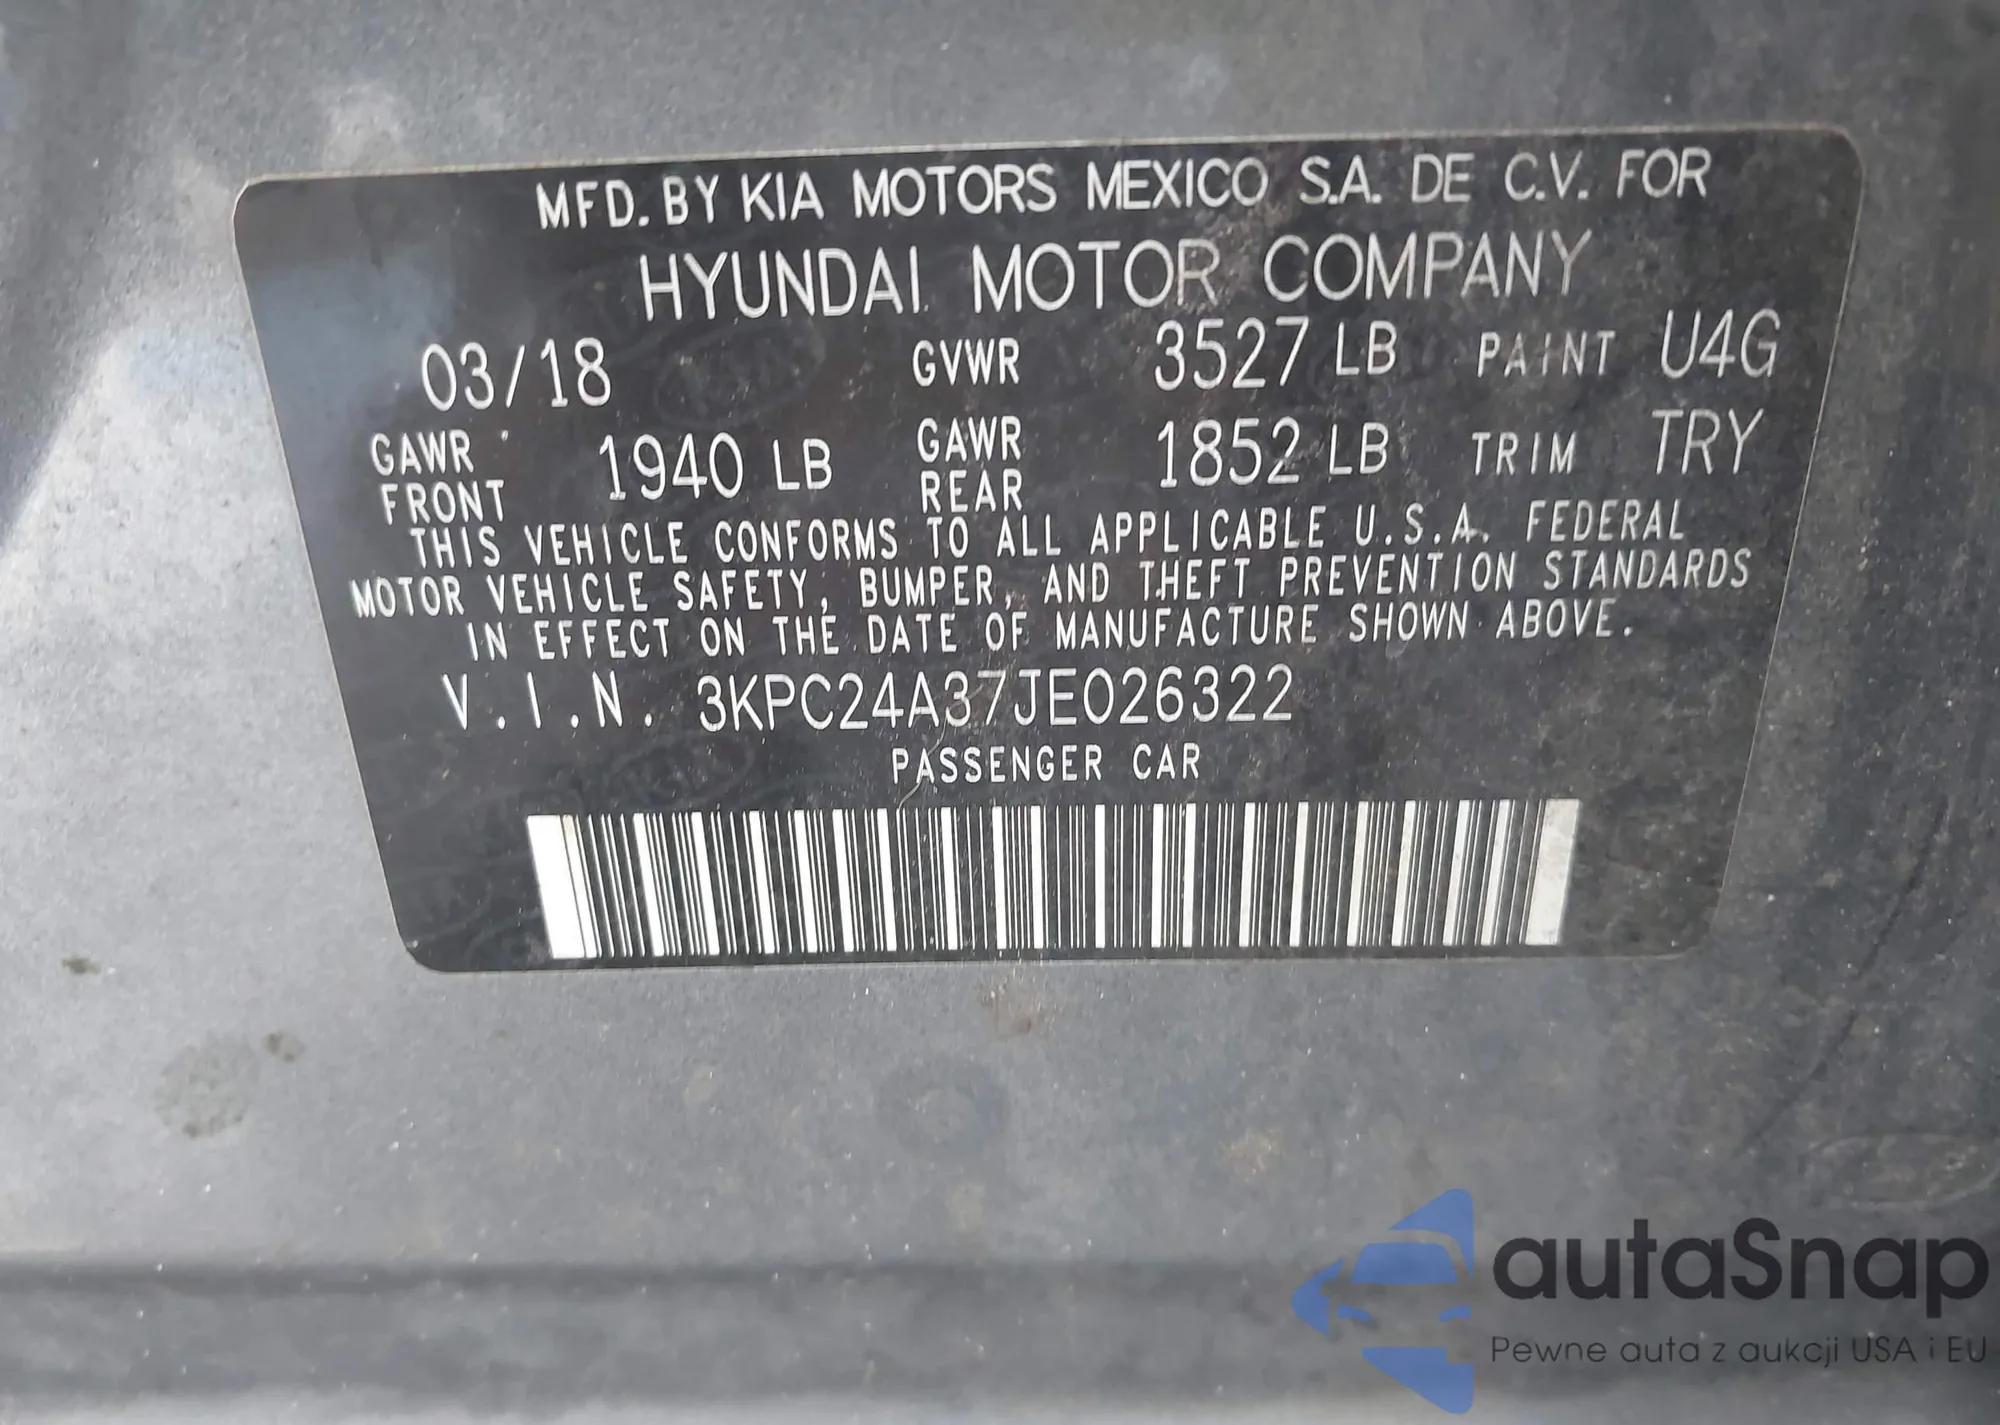 MFD. BY KIA MOTORS MEXICO S.A. DE C.V. FOR
HYUNDAI MOTOR COMPANY
03/18 GVWR 3527 LB PAINT U4G
GAWR FRONT 1940 LB GAWR REAR 1852 LB TRIM TRY
THIS VEHICLE CONFORMS TO ALL APPLICABLE U.S.A. FEDERAL
MOTOR VEHICLE SAFETY, BUMPER, AND THEFT PREVENTION STANDARDS
IN EFFECT ON THE DATE OF MANUFACTURE SHOWN ABOVE.
V.I.N. 3KPC24A37JE026322
PASSENGER CAR
autaSnap
Pewne auta z aukcji USA i EU